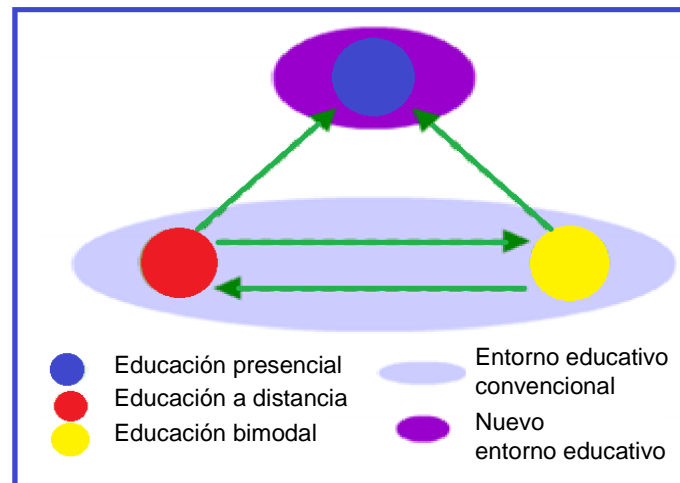 Educación presencial
Educación a distancia
Educación bimodal
Entorno educativo
convencional
Nuevo
entorno educativo